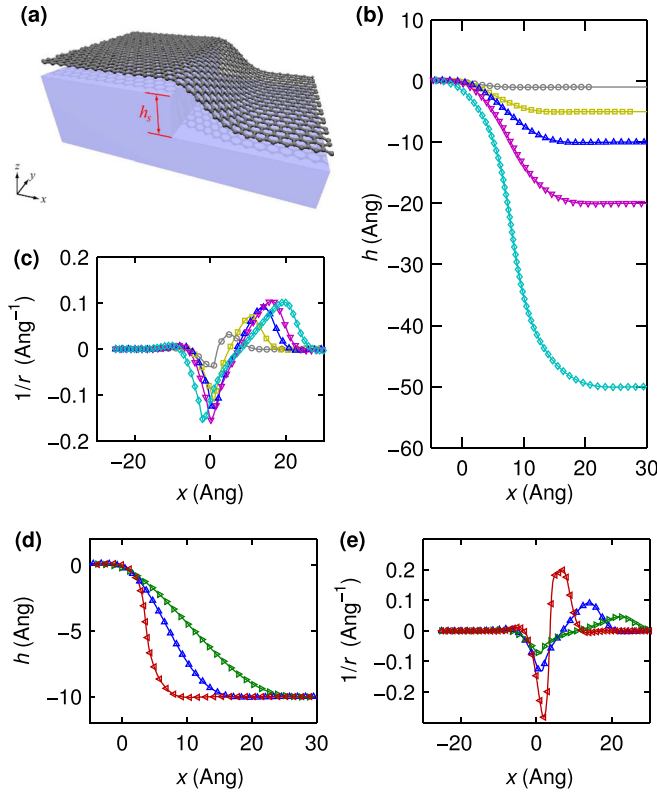 (a)
h_s
z
y
x
(b)
10
0
−10
−20
−30
−40
−50
−60
h (Ang)
0
10
20
30
x (Ang)
(c)
0.2
0.1
0
−0.1
−0.2
1/r (Ang⁻¹)
−20
0
20
x (Ang)
(d)
0
−5
−10
h (Ang)
0
10
20
30
x (Ang)
(e)
0.2
0.1
0
−0.1
−0.2
1/r (Ang⁻¹)
−20
0
20
x (Ang)